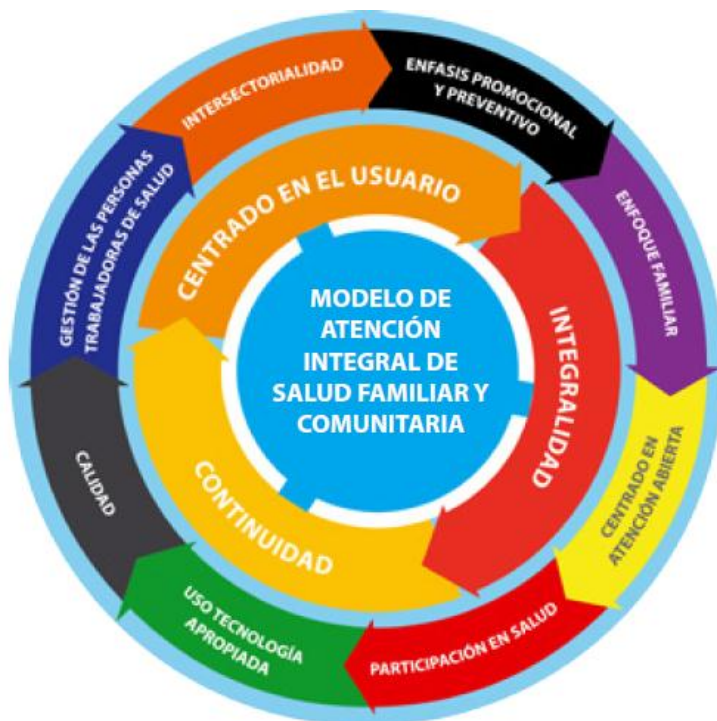 MODELO DE
ATENCIÓN
INTEGRAL DE
SALUD FAMILIAR Y
COMUNITARIA
CENTRADO EN EL USUARIO
INTEGRALIDAD
CONTINUIDAD
INTERSECTORIALIDAD
ENFASIS PROMOCIONAL
Y PREVENTIVO
ENFOQUE FAMILIAR
CENTRADO EN
ATENCIÓN ABIERTA
PARTICIPACIÓN EN SALUD
USO TECNOLOGÍA
APROPIADA
CALIDAD
GESTIÓN DE LAS PERSONAS
TRABAJADORAS DE SALUD